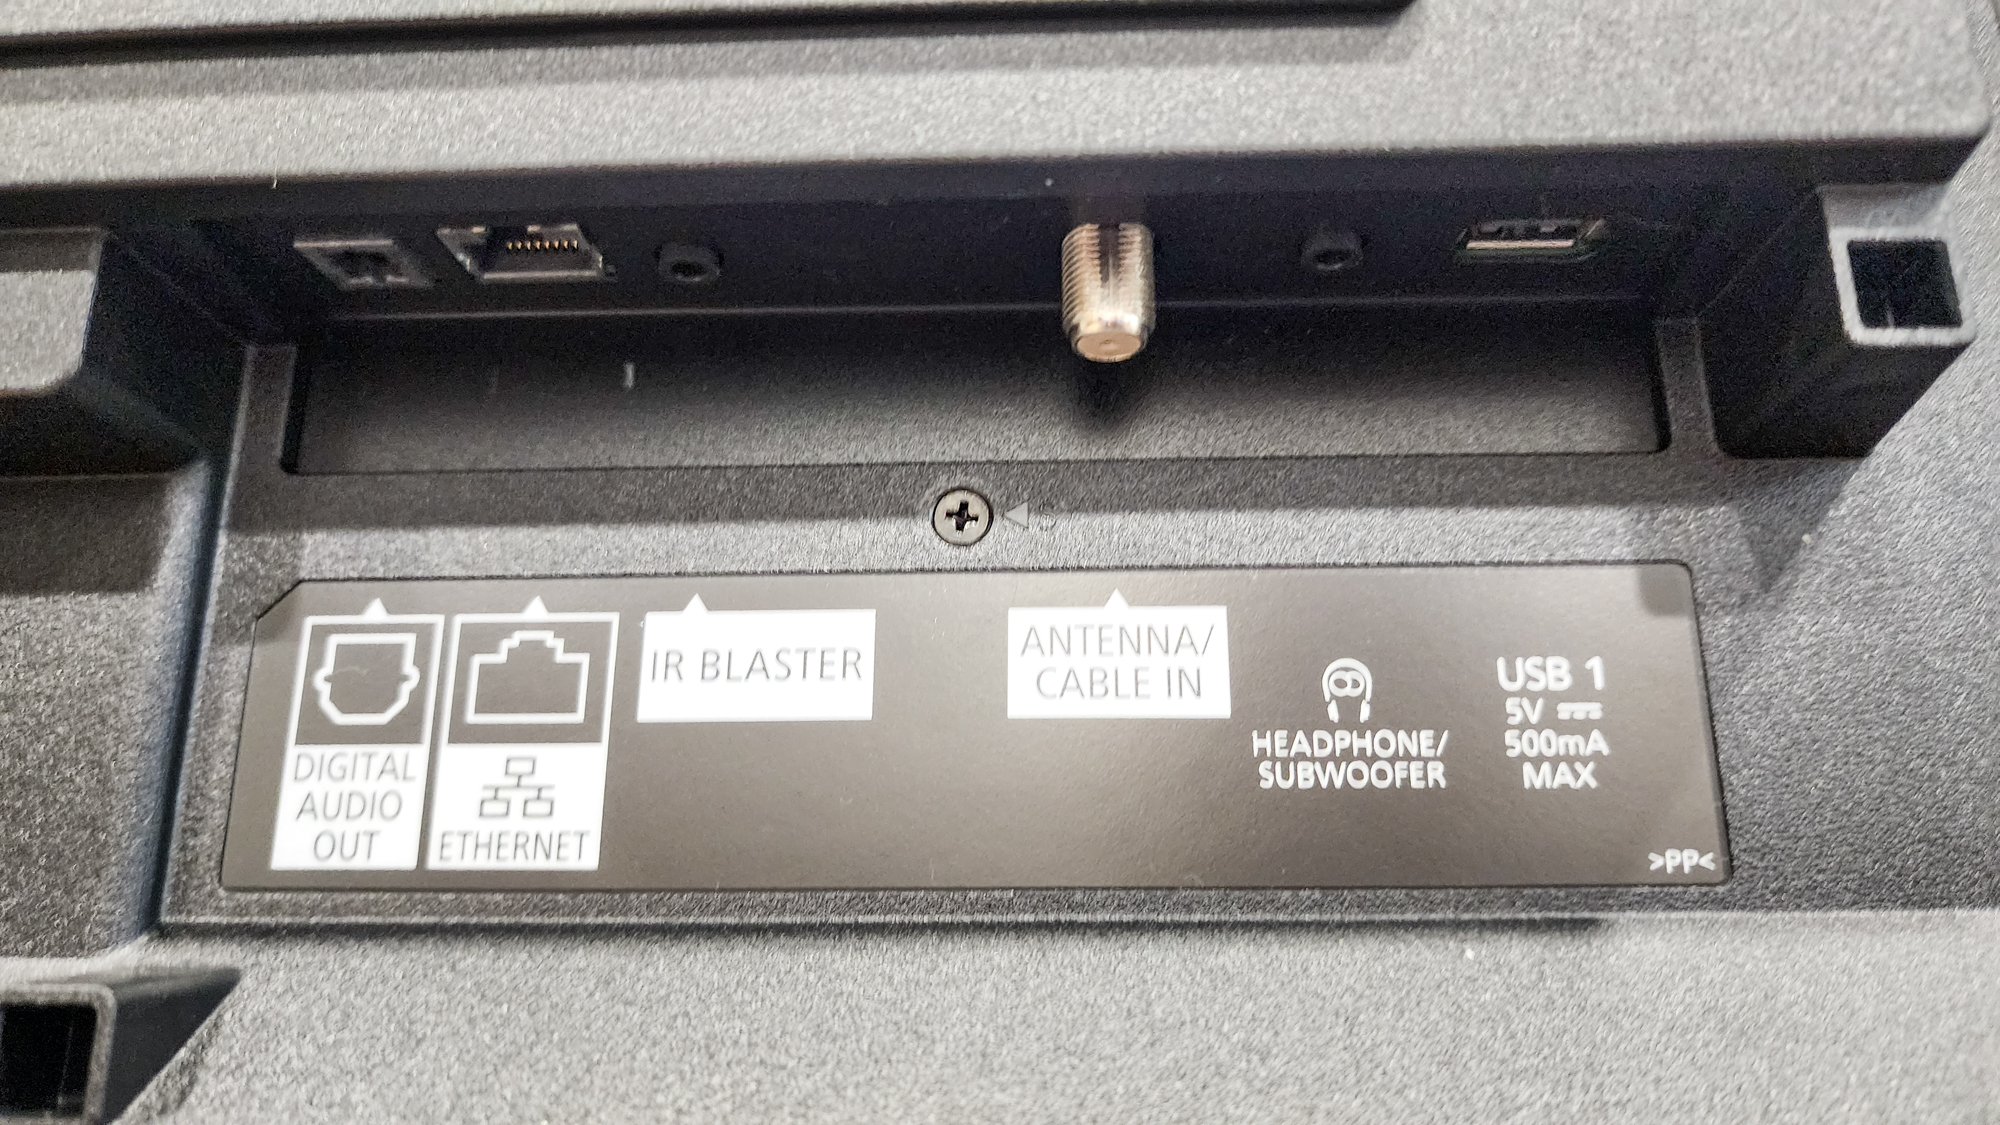 DIGITAL
AUDIO
OUT
ETHERNET
IR BLASTER
ANTENNA/
CABLE IN
HEADPHONE/
SUBWOOFER
USB 1
5V ⎓
500mA
MAX
>PP<